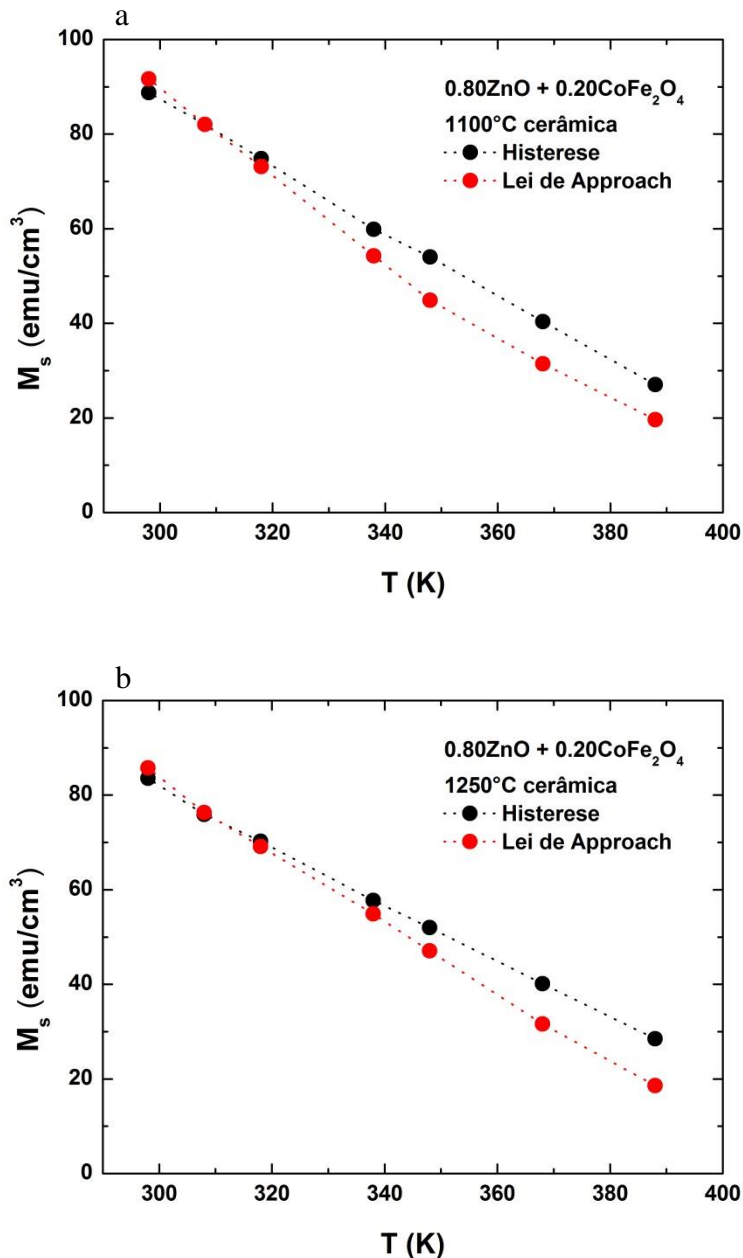 a
100
80
60
40
20
0
M_s (emu/cm³)
0.80ZnO + 0.20CoFe₂O₄
1100°C cerâmica
Histerese
Lei de Approach
300 320 340 360 380 400
T (K)
b
100
80
60
40
20
0
M_s (emu/cm³)
0.80ZnO + 0.20CoFe₂O₄
1250°C cerâmica
Histerese
Lei de Approach
300 320 340 360 380 400
T (K)